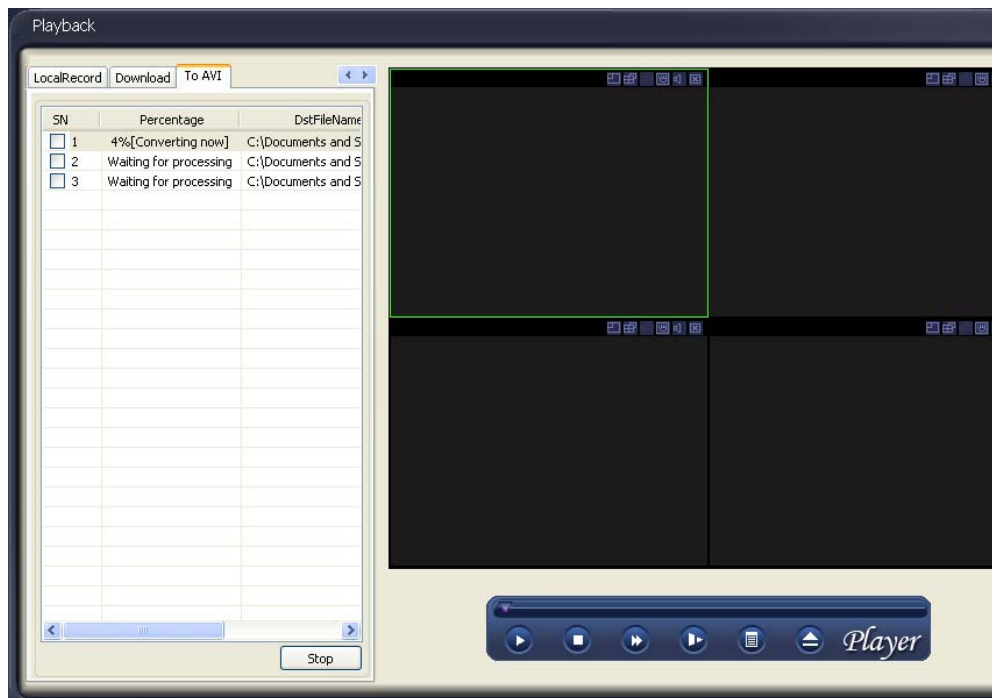 Playback
LocalRecord Download To AVI
SN Percentage DstFileName
1 4%[Converting now] C:\Documents and S
2 Waiting for processing C:\Documents and S
3 Waiting for processing C:\Documents and S
Stop
Player